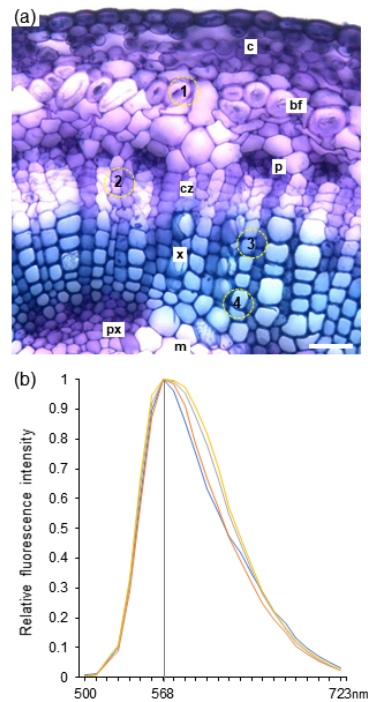 (a)
c
1
bf
p
2
cz
3
x
4
px
m
(b)
Relative fluorescence intensity
1
0.9
0.8
0.7
0.6
0.5
0.4
0.3
0.2
0.1
0
500 568 723nm